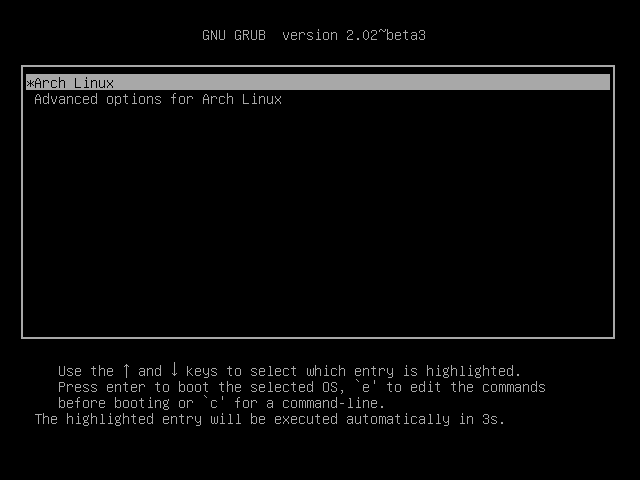 GNU GRUB  version 2.02~beta3
*Arch Linux
Advanced options for Arch Linux
Use the ↑ and ↓ keys to select which entry is highlighted.
Press enter to boot the selected OS, `e' to edit the commands
before booting or `c' for a command-line.
The highlighted entry will be executed automatically in 3s.